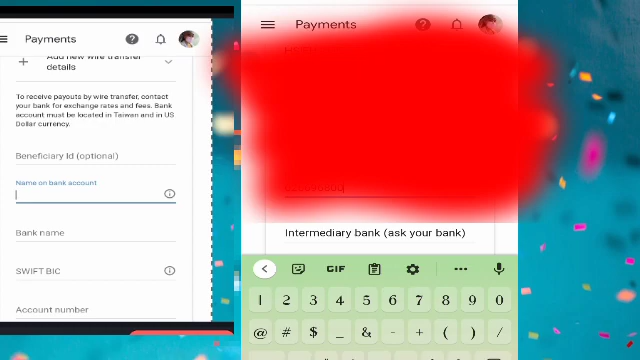 Payments
Add new wire transfer
details
To receive payouts by wire transfer, contact
your bank for exchange rates and fees. Bank
account must be located in Taiwan and in US
Dollar currency.
Beneficiary Id (optional)
Name on bank account
Bank name
SWIFT BIC
Account number
Payments
Intermediary bank (ask your bank)
GIF
1 2 3 4 5 6 7 8 9 0
@ # $ _ & - + ( ) /